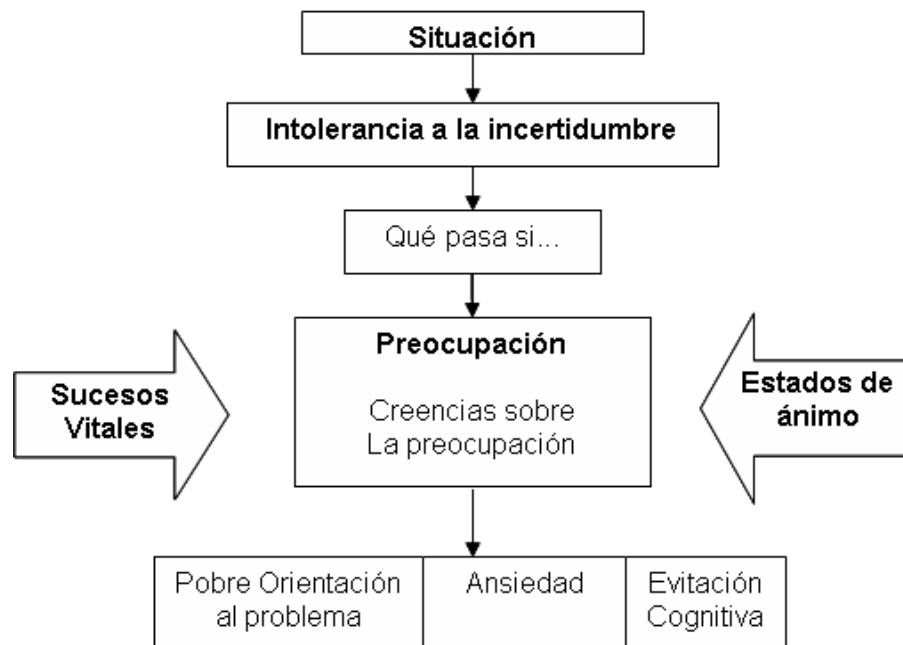 Situación
Intolerancia a la incertidumbre
Qué pasa si...
Preocupación
Creencias sobre
La preocupación
Sucesos
Vitales
Estados de
ánimo
Pobre Orientación
al problema
Ansiedad
Evitación
Cognitiva